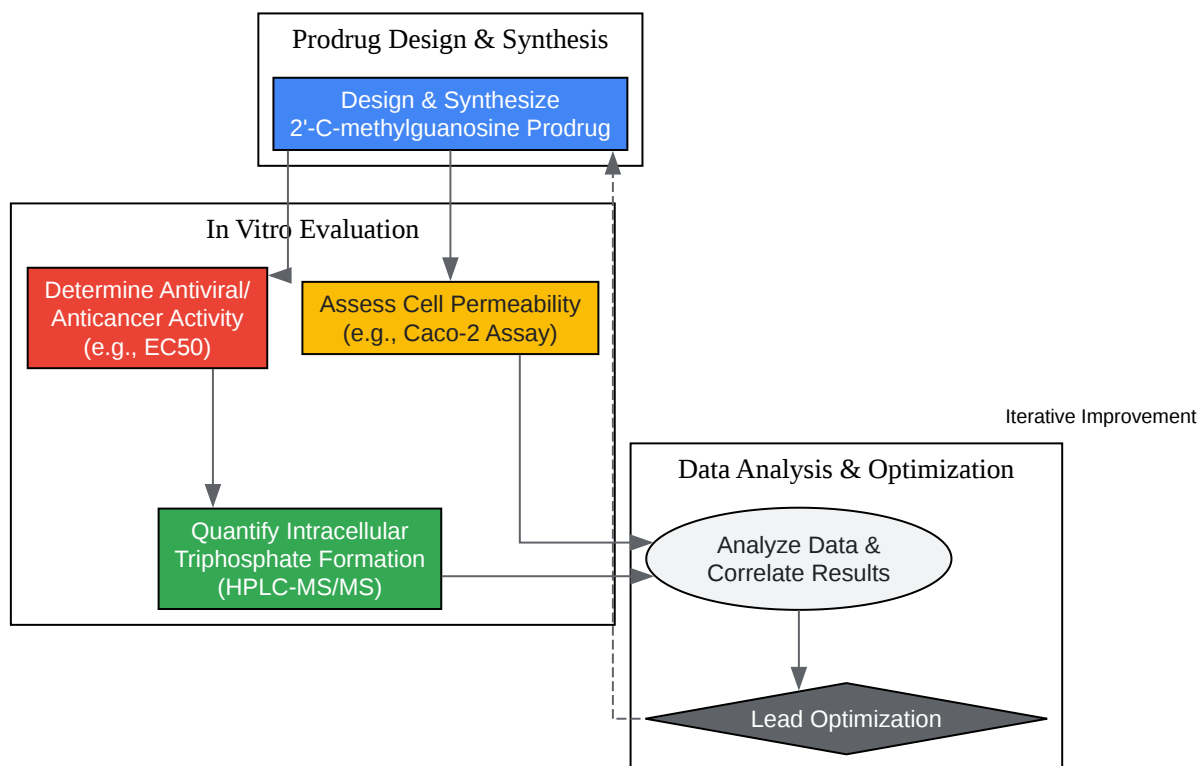 Prodrug Design & Synthesis
Design & Synthesize
2'-C-methylguanosine Prodrug
In Vitro Evaluation
Determine Antiviral/
Anticancer Activity
(e.g., EC50)
Assess Cell Permeability
(e.g., Caco-2 Assay)
Quantify Intracellular
Triphosphate Formation
(HPLC-MS/MS)
Iterative Improvement
Data Analysis & Optimization
Analyze Data &
Correlate Results
Lead Optimization